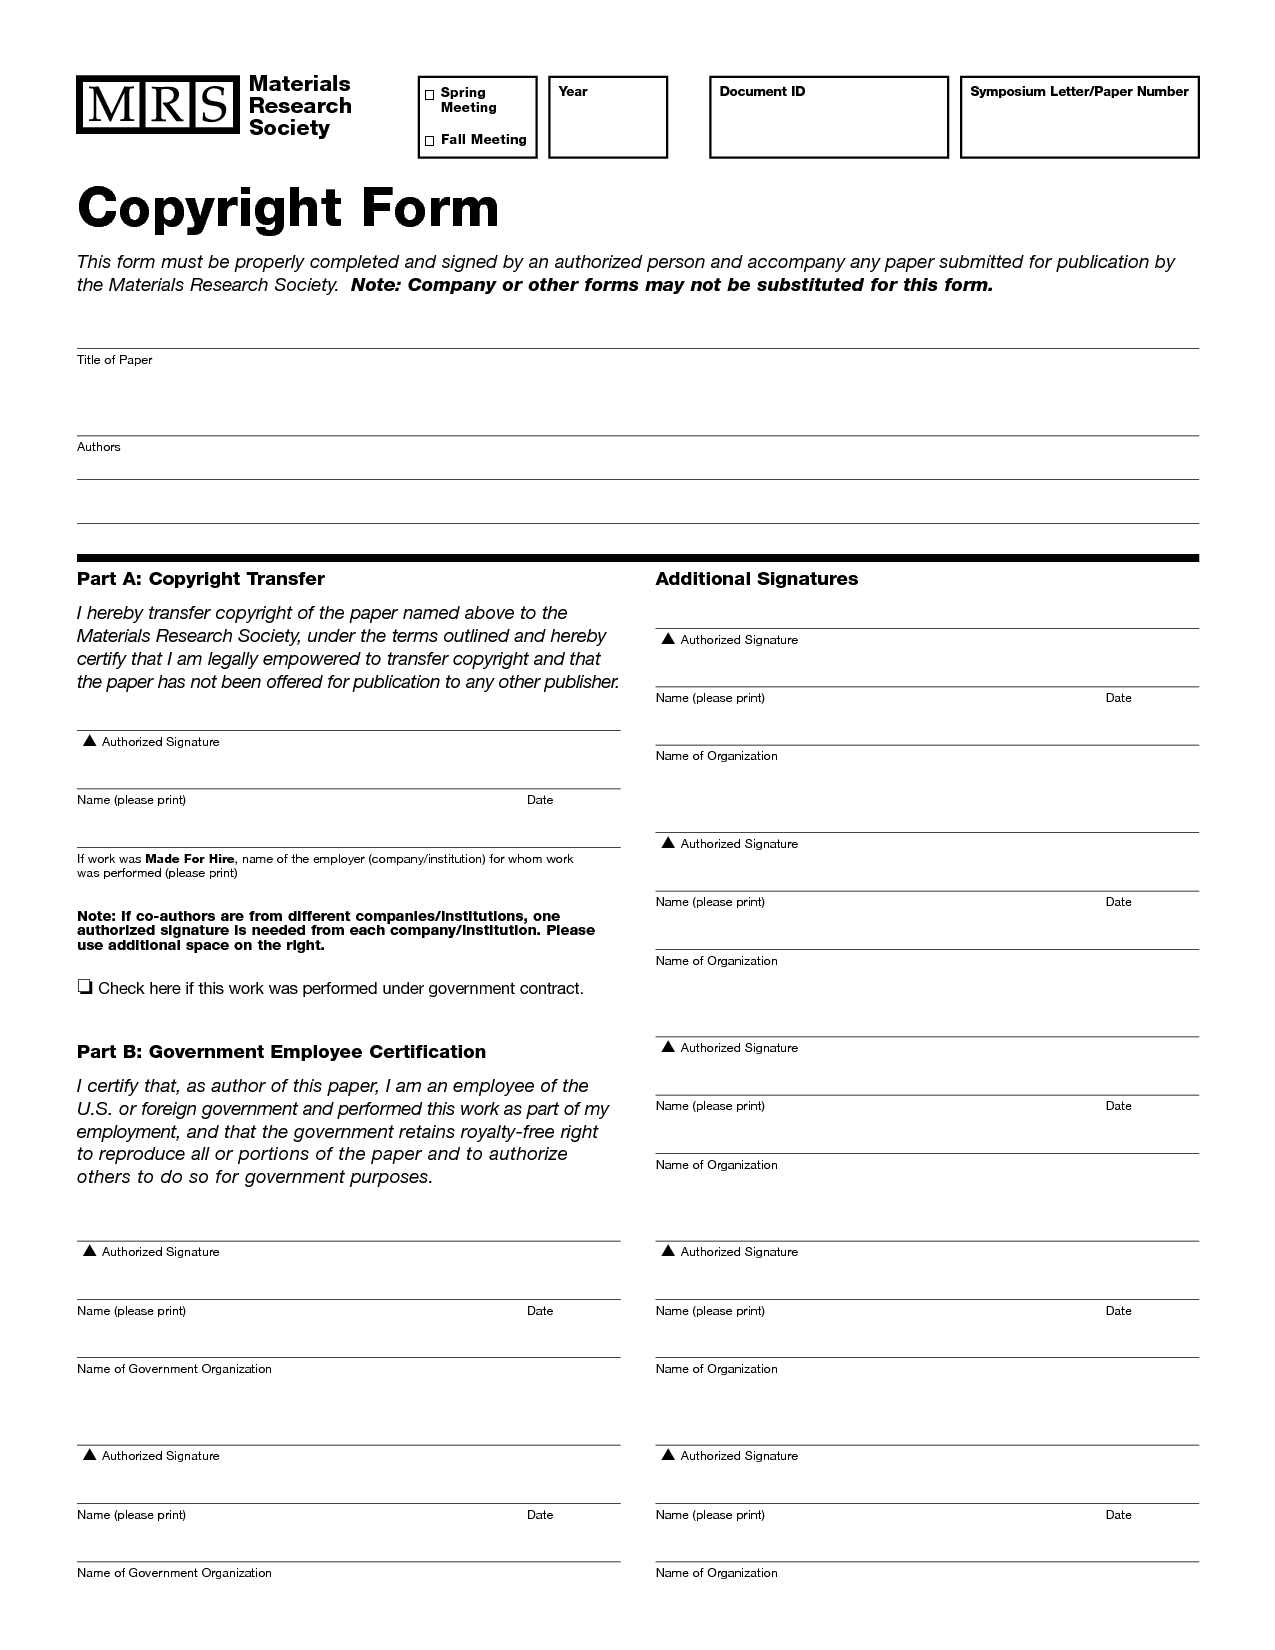 MRS
Materials
Research
Society
Spring
Meeting
Fall Meeting
Year
Document ID
Symposium Letter/Paper Number
Copyright Form
This form must be properly completed and signed by an authorized person and accompany any paper submitted for publication by
the Materials Research Society. Note: Company or other forms may not be substituted for this form.
Title of Paper
Authors
Part A: Copyright Transfer
I hereby transfer copyright of the paper named above to the
Materials Research Society, under the terms outlined and hereby
certify that I am legally empowered to transfer copyright and that
the paper has not been offered for publication to any other publisher.
▲ Authorized Signature
Name (please print) Date
If work was Made For Hire, name of the employer (company/institution) for whom work
was performed (please print)
Note: If co-authors are from different companies/institutions, one
authorized signature is needed from each company/institution. Please
use additional space on the right.
❏ Check here if this work was performed under government contract.
Part B: Government Employee Certification
I certify that, as author of this paper, I am an employee of the
U.S. or foreign government and performed this work as part of my
employment, and that the government retains royalty-free right
to reproduce all or portions of the paper and to authorize
others to do so for government purposes.
▲ Authorized Signature
Name (please print) Date
Name of Government Organization
▲ Authorized Signature
Name (please print) Date
Name of Government Organization
Additional Signatures
▲ Authorized Signature
Name (please print) Date
Name of Organization
▲ Authorized Signature
Name (please print) Date
Name of Organization
▲ Authorized Signature
Name (please print) Date
Name of Organization
▲ Authorized Signature
Name (please print) Date
Name of Organization
▲ Authorized Signature
Name (please print) Date
Name of Organization